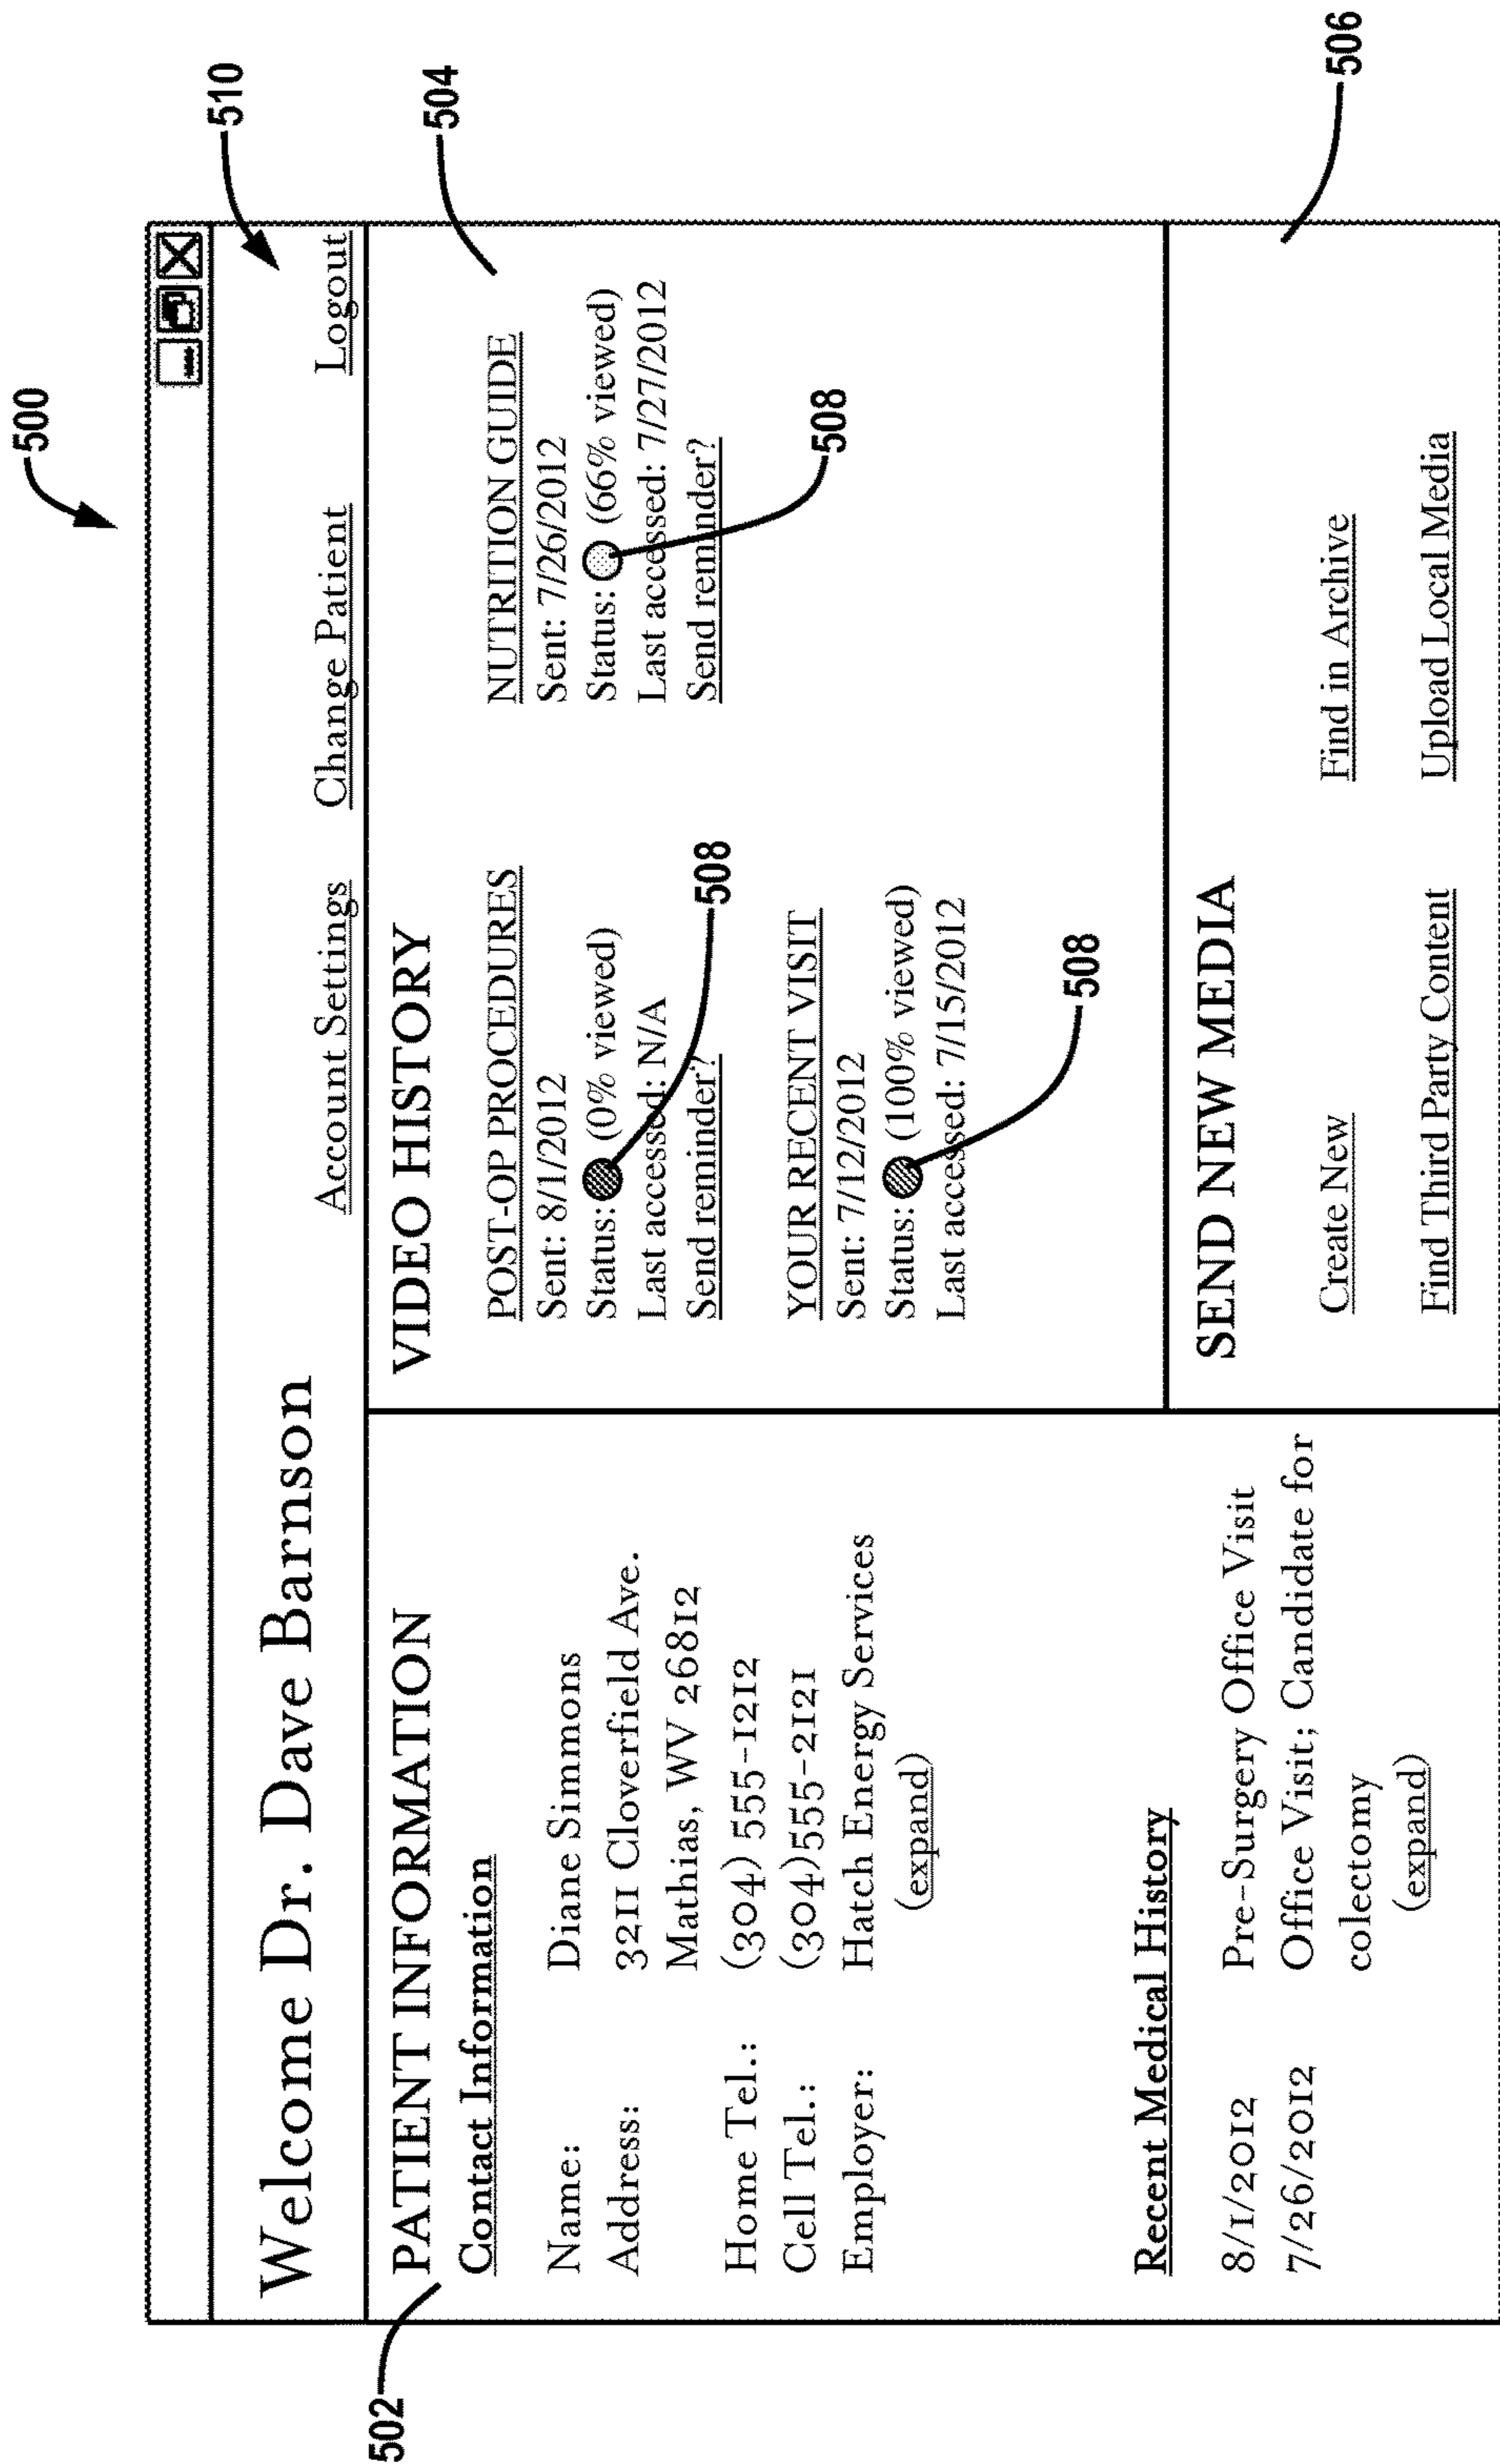 500
510
Welcome Dr. Dave Barnson
Account Settings Change Patient Logout
502
PATIENT INFORMATION
Contact Information
Name: Diane Simmons
Address: 3211 Cloverfield Ave.
Mathias, WV 26812
Home Tel.: (304) 555-1212
Cell Tel.: (304)555-2121
Employer: Hatch Energy Services
(expand)
Recent Medical History
8/1/2012 Pre-Surgery Office Visit
7/26/2012 Office Visit; Candidate for
colectomy
(expand)
504
VIDEO HISTORY
POST-OP PROCEDURES
Sent: 8/1/2012
Status: (0% viewed)
Last accessed: N/A
Send reminder?
508
NUTRITION GUIDE
Sent: 7/26/2012
Status: (66% viewed)
Last accessed: 7/27/2012
Send reminder?
508
YOUR RECENT VISIT
Sent: 7/12/2012
Status: (100% viewed)
Last accessed: 7/15/2012
508
SEND NEW MEDIA
506
Create New Find in Archive
Find Third Party Content Upload Local Media